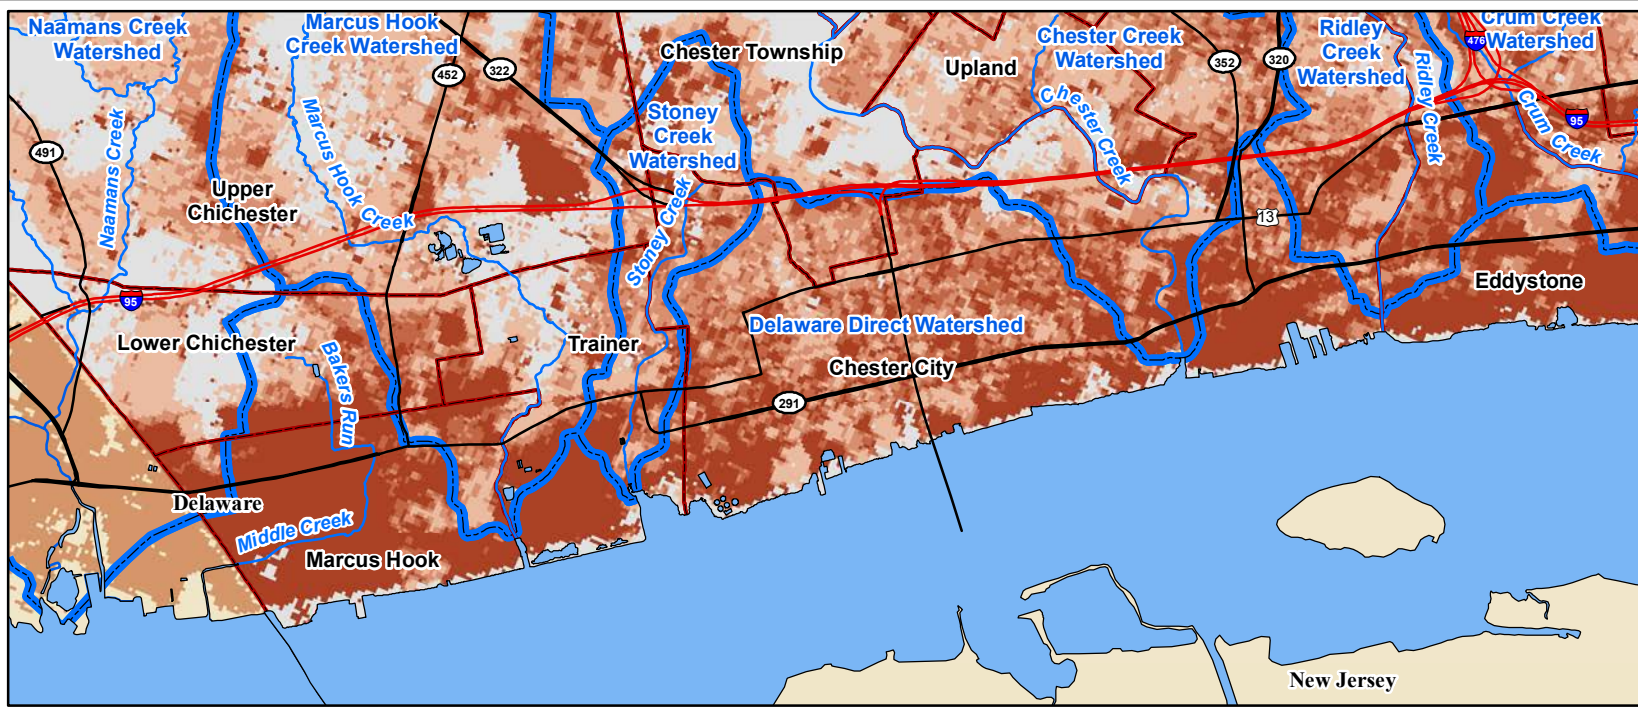 Naamans Creek
Watershed
Marcus Hook
Creek Watershed
452
322
Chester Township
Upland
Chester Creek
Watershed
352
320
Ridley
Creek
Watershed
476
Crum Creek
Watershed
Ridley Creek
95
Crum Creek
491
Naamans Creek
Marcus Hook Creek
Upper
Chichester
Stoney
Creek
Watershed
Stoney Creek
Chester Creek
13
Eddystone
95
Lower Chichester
Bakers Run
Trainer
Delaware Direct Watershed
Chester City
291
Delaware
Middle Creek
Marcus Hook
New Jersey